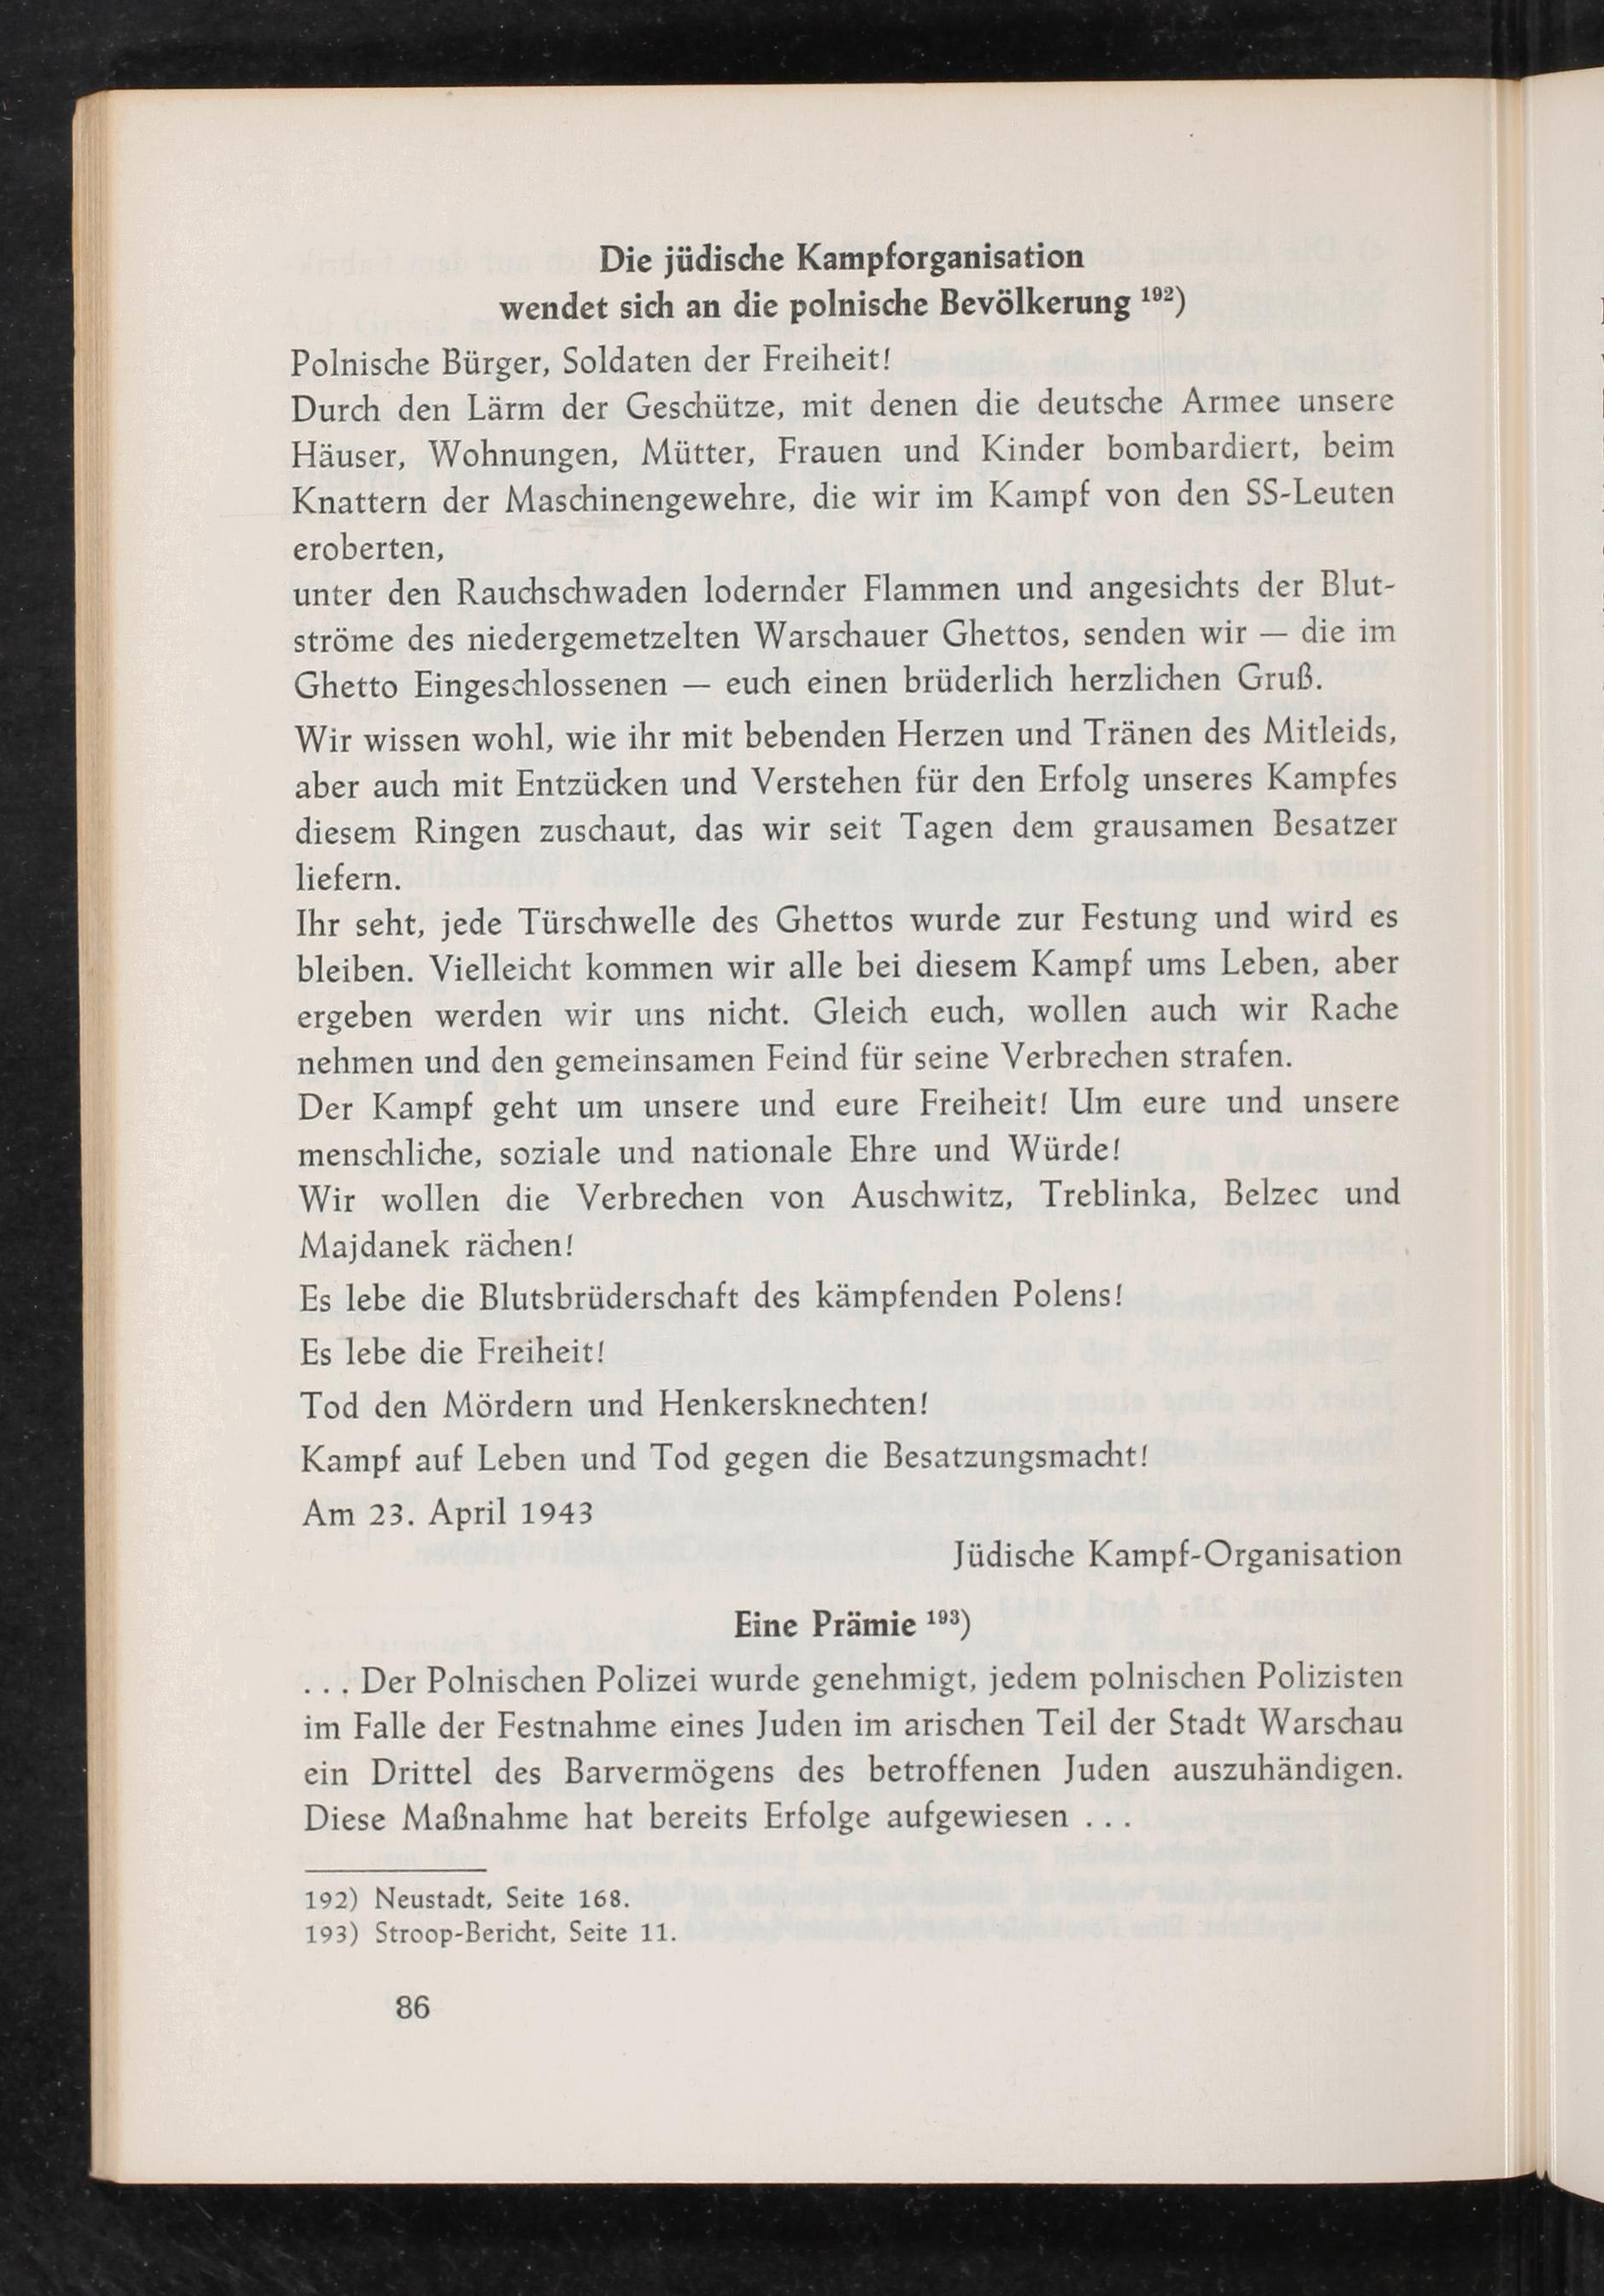 Die jüdische Kampforganisation
wendet sich an die polnische Bevölkerung 192)
Polnische Bürger, Soldaten der Freiheit!
Durch den Lärm der Geschütze, mit denen die deutsche Armee unsere
Häuser, Wohnungen, Mütter, Frauen und Kinder bombardiert, beim
Knattern der Maschinengewehre, die wir im Kampf von den SS-Leuten
eroberten,
unter den Rauchschwaden lodernder Flammen und angesichts der Blut-
ströme des niedergemetzelten Warschauer Ghettos, senden wir — die im
Ghetto Eingeschlossenen — euch einen brüderlich herzlichen Gruß.
Wir wissen wohl, wie ihr mit bebenden Herzen und Tränen des Mitleids,
aber auch mit Entzücken und Verstehen für den Erfolg unseres Kampfes
diesem Ringen zuschaut, das wir seit Tagen dem grausamen Besatzer
liefern.
Ihr seht, jede Türschwelle des Ghettos wurde zur Festung und wird es
bleiben. Vielleicht kommen wir alle bei diesem Kampf ums Leben, aber
ergeben werden wir uns nicht. Gleich euch, wollen auch wir Rache
nehmen und den gemeinsamen Feind für seine Verbrechen strafen.
Der Kampf geht um unsere und eure Freiheit! Um eure und unsere
menschliche, soziale und nationale Ehre und Würde!
Wir wollen die Verbrechen von Auschwitz, Treblinka, Belzec und
Majdanek rächen!
Es lebe die Blutsbrüderschaft des kämpfenden Polens!
Es lebe die Freiheit!
Tod den Mördern und Henkersknechten!
Kampf auf Leben und Tod gegen die Besatzungsmacht!
Am 23. April 1943
Jüdische Kampf-Organisation
Eine Prämie 193)
. . . Der Polnischen Polizei wurde genehmigt, jedem polnischen Polizisten
im Falle der Festnahme eines Juden im arischen Teil der Stadt Warschau
ein Drittel des Barvermögens des betroffenen Juden auszuhändigen.
Diese Maßnahme hat bereits Erfolge aufgewiesen . . .
192) Neustadt, Seite 168.
193) Stroop-Bericht, Seite 11.
86